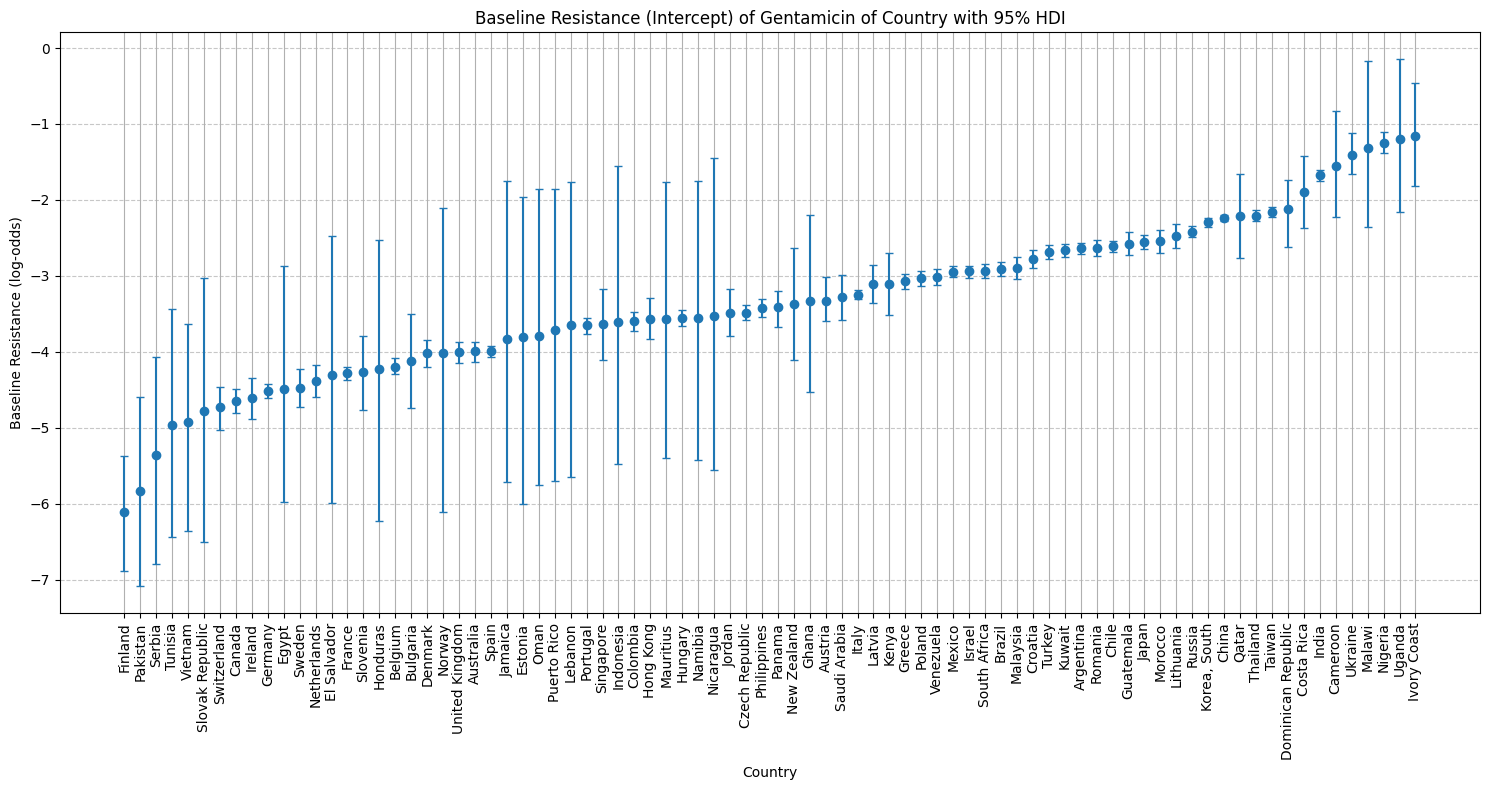 Baseline Resistance (Intercept) of Gentamicin of Country with 95% HDI
Baseline Resistance (log-odds)
0
−1
−2
−3
−4
−5
−6
−7
Finland
Pakistan
Serbia
Tunisia
Vietnam
Slovak Republic
Switzerland
Canada
Ireland
Germany
Egypt
Sweden
Netherlands
El Salvador
France
Slovenia
Honduras
Belgium
Bulgaria
Denmark
Norway
United Kingdom
Australia
Spain
Jamaica
Estonia
Oman
Puerto Rico
Lebanon
Portugal
Singapore
Indonesia
Colombia
Hong Kong
Mauritius
Hungary
Namibia
Nicaragua
Jordan
Czech Republic
Philippines
Panama
New Zealand
Ghana
Austria
Saudi Arabia
Italy
Latvia
Kenya
Greece
Poland
Venezuela
Mexico
Israel
South Africa
Brazil
Malaysia
Croatia
Turkey
Kuwait
Argentina
Romania
Chile
Guatemala
Japan
Morocco
Lithuania
Russia
Korea, South
China
Qatar
Thailand
Taiwan
Dominican Republic
Costa Rica
India
Cameroon
Ukraine
Malawi
Nigeria
Uganda
Ivory Coast
Country